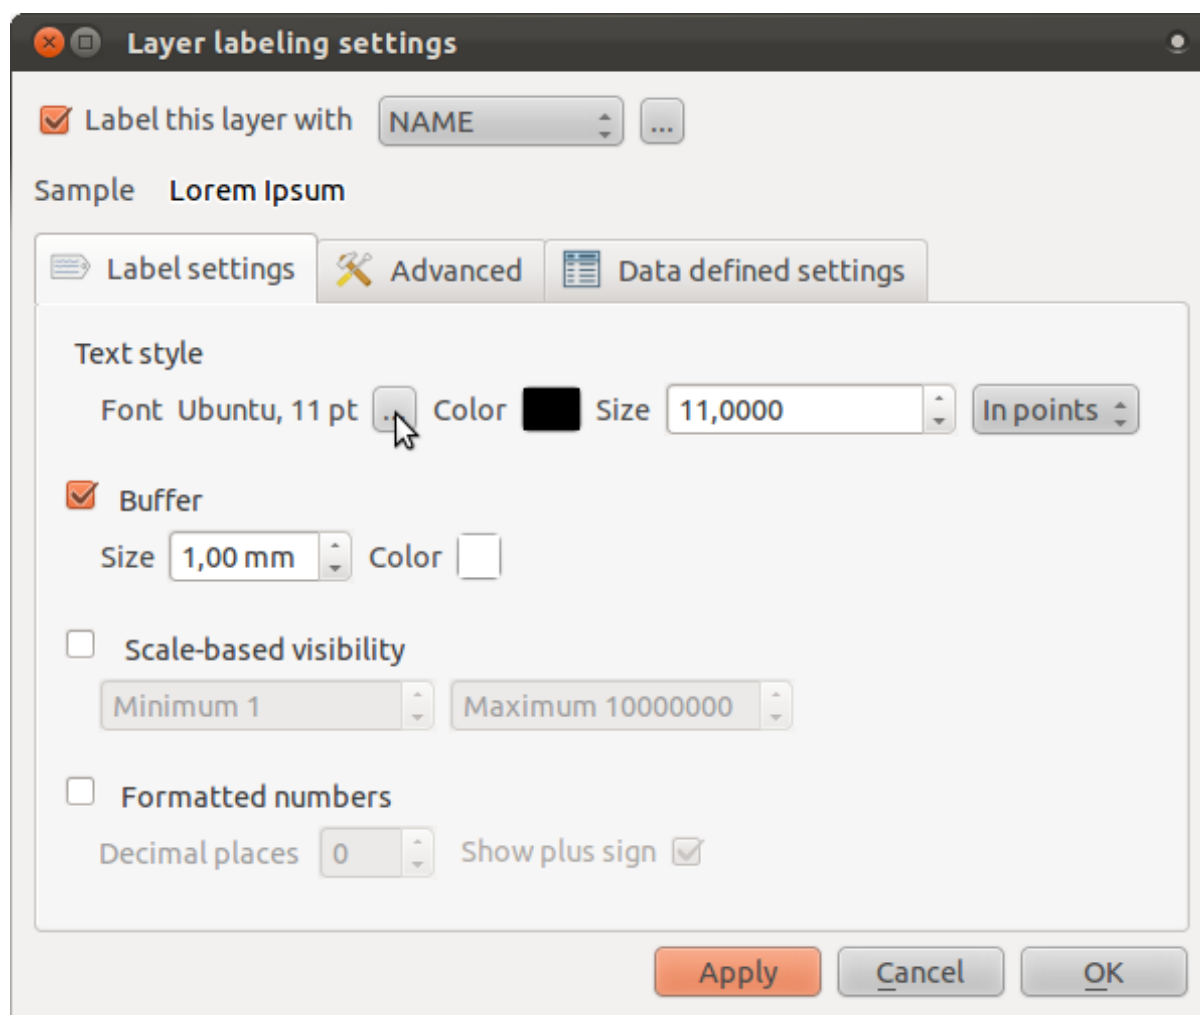 Layer labeling settings
Label this layer with NAME ...
Sample Lorem Ipsum
Label settings Advanced Data defined settings
Text style
Font Ubuntu, 11 pt ... Color Size 11,0000 In points
Buffer
Size 1,00 mm Color
Scale-based visibility
Minimum 1 Maximum 10000000
Formatted numbers
Decimal places 0 Show plus sign
Apply Cancel OK